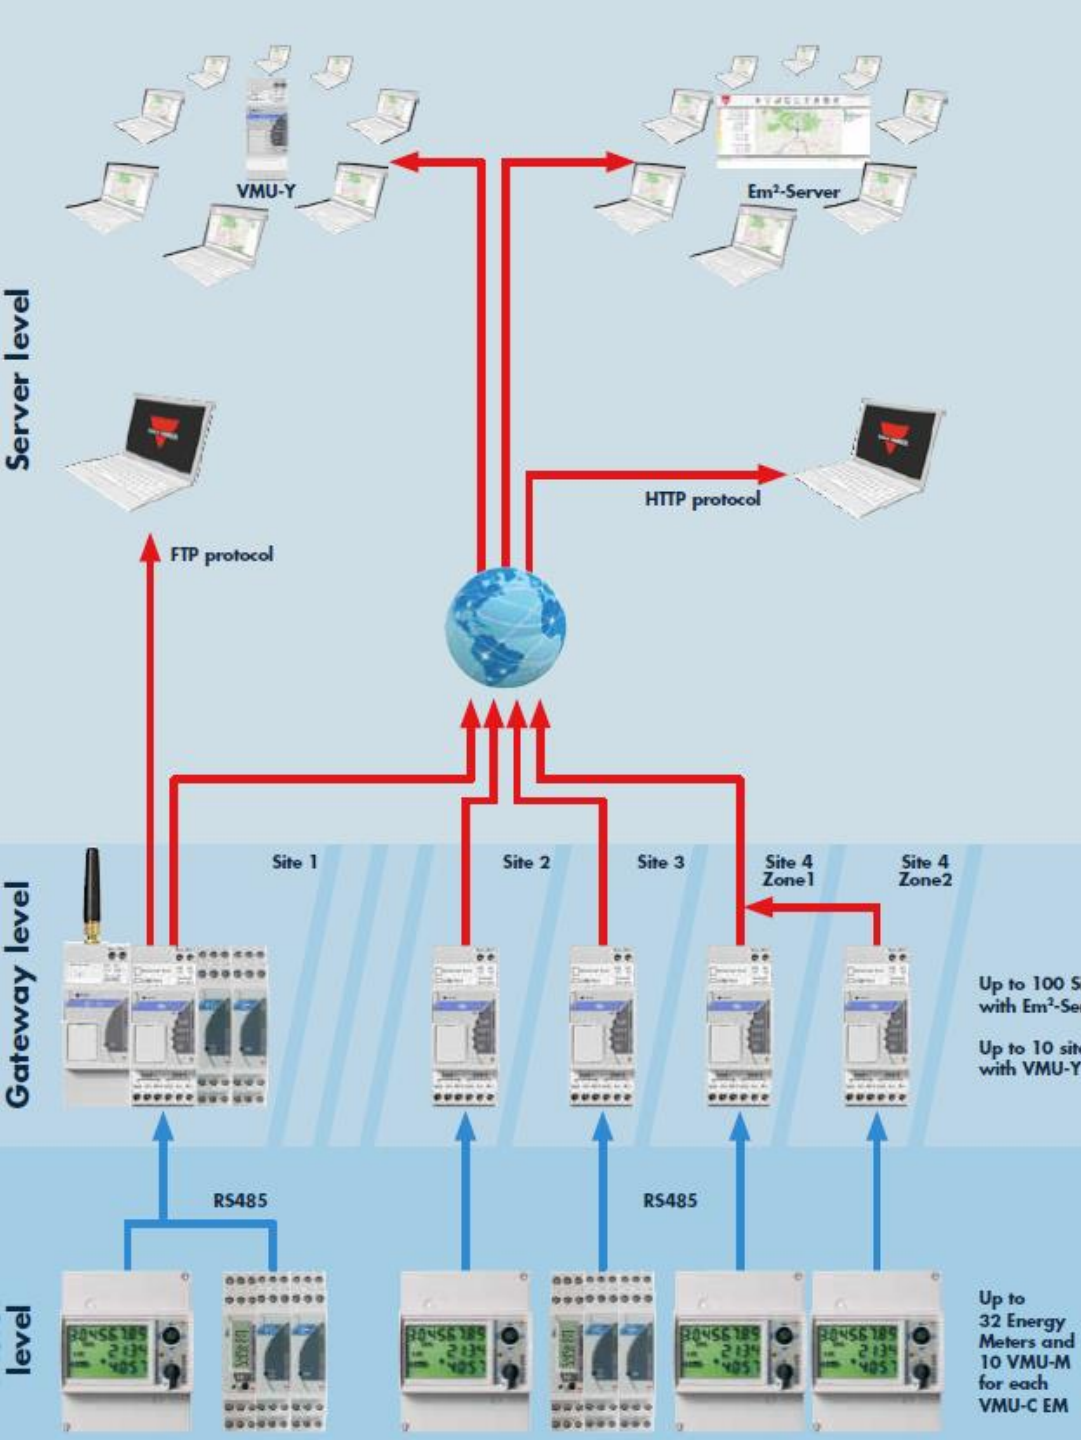 VMU-Y
Em²-Server
Server level
HTTP protocol
FTP protocol
Gateway level
Site 1
Site 2
Site 3
Site 4
Zone1
Site 4
Zone2
Up to 100 S
with Em²-Se
Up to 10 site
with VMU-Y
RS485
RS485
level
Up to
32 Energy
Meters and
10 VMU-M
for each
VMU-C EM